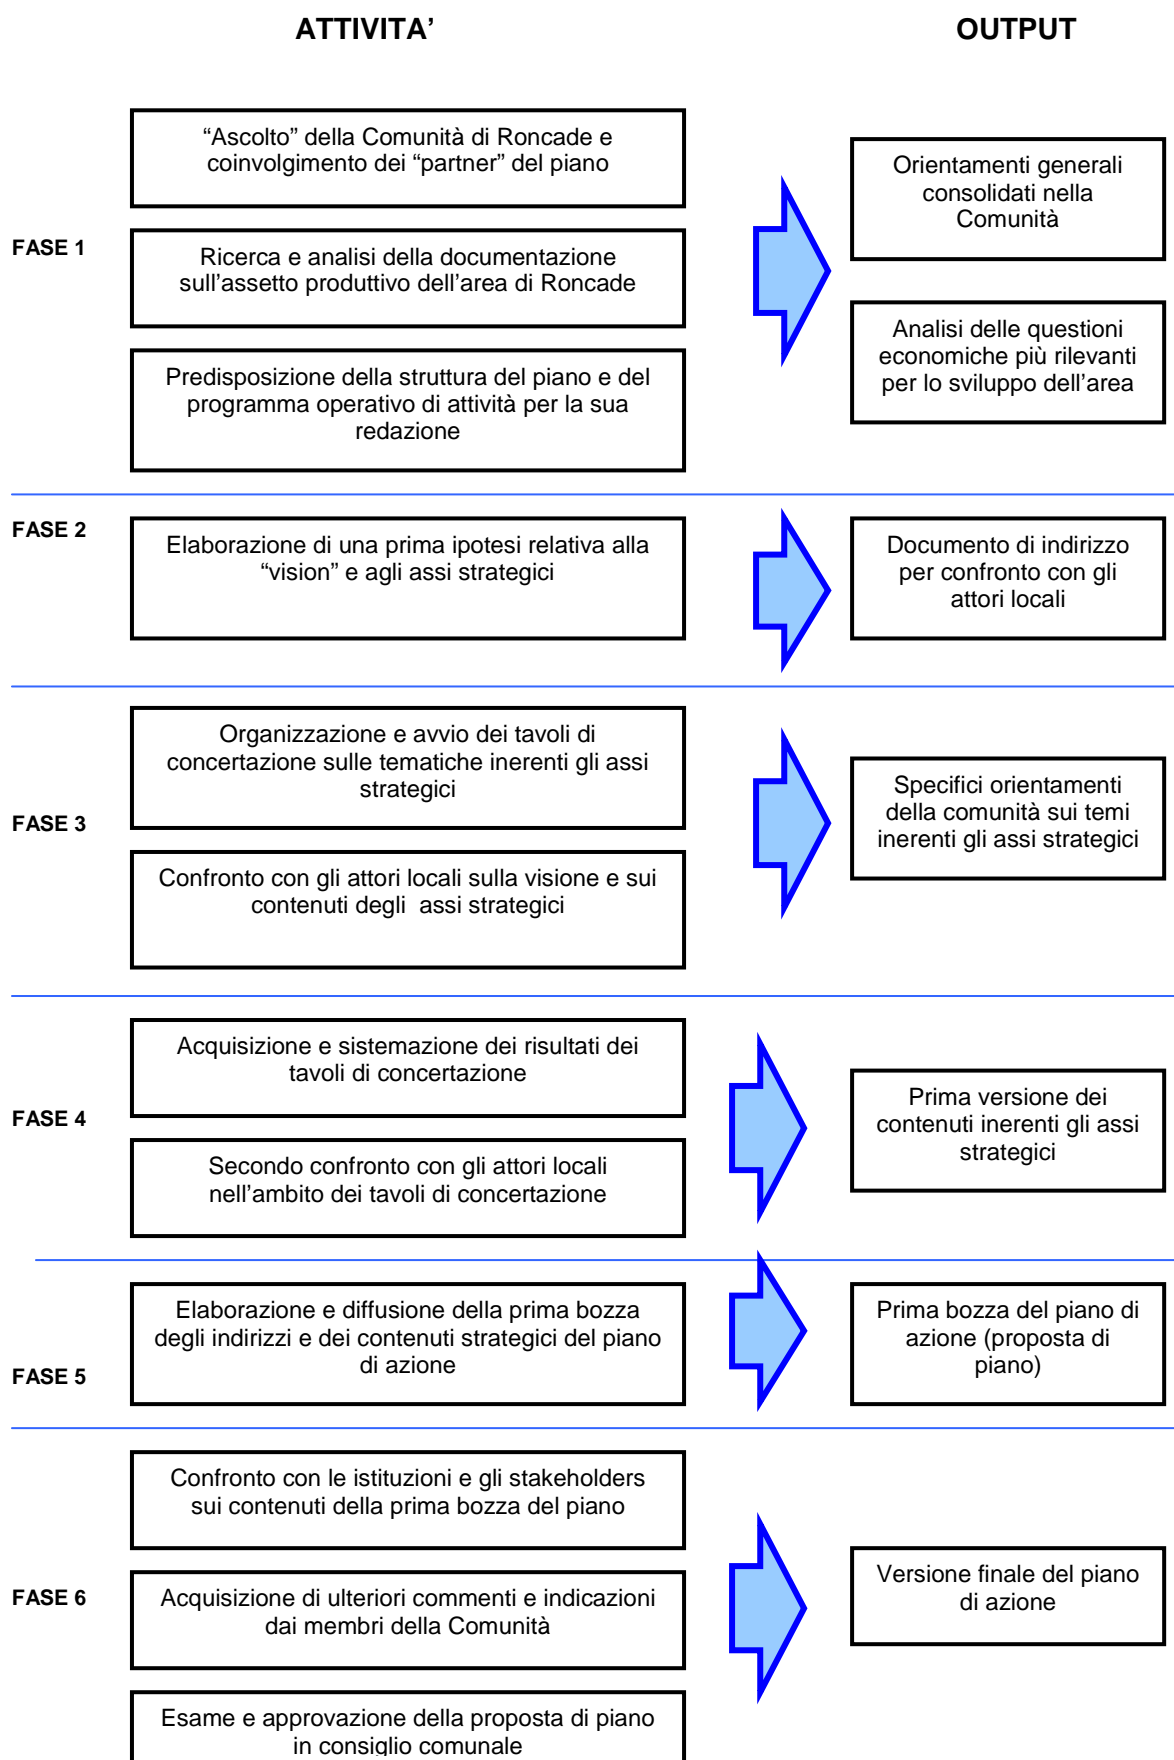 ATTIVITA’
OUTPUT
FASE 1
“Ascolto” della Comunità di Roncade e
coinvolgimento dei “partner” del piano
Ricerca e analisi della documentazione
sull’assetto produttivo dell’area di Roncade
Predisposizione della struttura del piano e del
programma operativo di attività per la sua
redazione
Orientamenti generali
consolidati nella
Comunità
Analisi delle questioni
economiche più rilevanti
per lo sviluppo dell’area
FASE 2
Elaborazione di una prima ipotesi relativa alla
“vision” e agli assi strategici
Documento di indirizzo
per confronto con gli
attori locali
FASE 3
Organizzazione e avvio dei tavoli di
concertazione sulle tematiche inerenti gli assi
strategici
Confronto con gli attori locali sulla visione e sui
contenuti degli assi strategici
Specifici orientamenti
della comunità sui temi
inerenti gli assi strategici
FASE 4
Acquisizione e sistemazione dei risultati dei
tavoli di concertazione
Secondo confronto con gli attori locali
nell’ambito dei tavoli di concertazione
Prima versione dei
contenuti inerenti gli assi
strategici
FASE 5
Elaborazione e diffusione della prima bozza
degli indirizzi e dei contenuti strategici del piano
di azione
Prima bozza del piano di
azione (proposta di
piano)
FASE 6
Confronto con le istituzioni e gli stakeholders
sui contenuti della prima bozza del piano
Acquisizione di ulteriori commenti e indicazioni
dai membri della Comunità
Esame e approvazione della proposta di piano
in consiglio comunale
Versione finale del piano
di azione